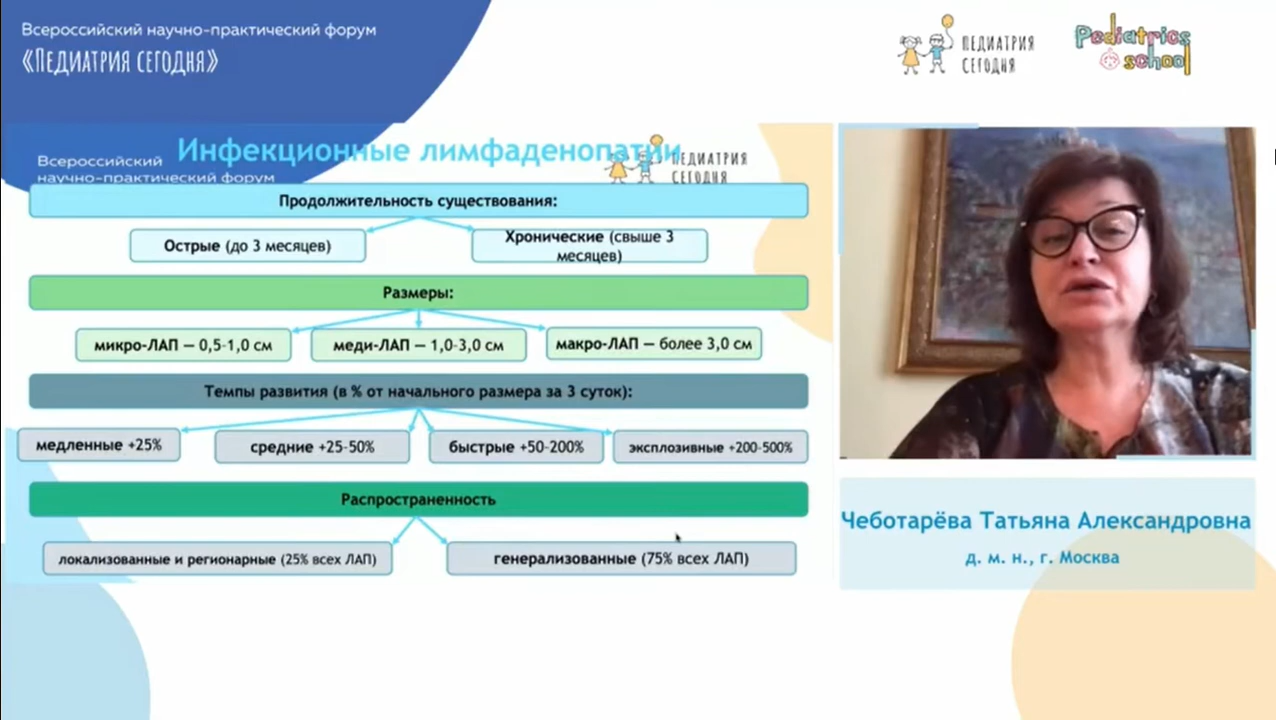 Всероссийский научно-практический форум
«Педиатрия сегодня»
ПЕДИАТРИЯ
СЕГОДНЯ
Pediatrics
school
Инфекционные лимфаденопатии
Всероссийский
научно-практический форум
ПЕДИАТРИЯ
СЕГОДНЯ
Продолжительность существования:
Острые (до 3 месяцев)
Хронические (свыше 3
месяцев)
Размеры:
микро-ЛАП — 0,5-1,0 см
меди-ЛАП — 1,0-3,0 см
макро-ЛАП — более 3,0 см
Темпы развития (в % от начального размера за 3 суток):
медленные +25%
средние +25-50%
быстрые +50-200%
эксплозивные +200-500%
Распространенность
локализованные и регионарные (25% всех ЛАП)
генерализованные (75% всех ЛАП)
Чеботарёва Татьяна Александровна
д. м. н., г. Москва